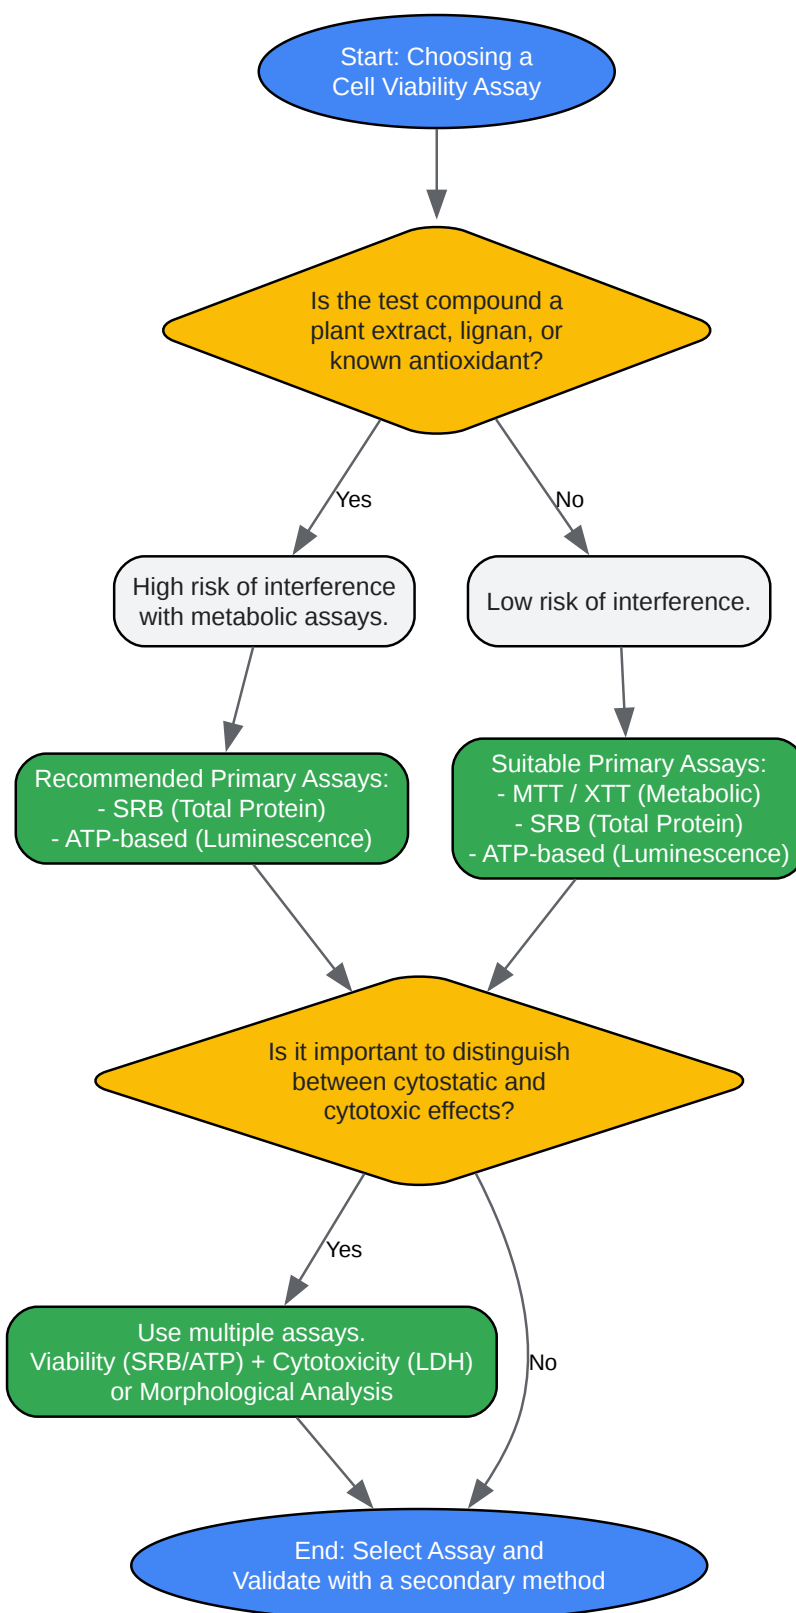 Start: Choosing a
Cell Viability Assay
Is the test compound a
plant extract, lignan, or
known antioxidant?
Yes
No
High risk of interference
with metabolic assays.
Low risk of interference.
Recommended Primary Assays:
- SRB (Total Protein)
- ATP-based (Luminescence)
Suitable Primary Assays:
- MTT / XTT (Metabolic)
- SRB (Total Protein)
- ATP-based (Luminescence)
Is it important to distinguish
between cytostatic and
cytotoxic effects?
Yes
No
Use multiple assays.
Viability (SRB/ATP) + Cytotoxicity (LDH)
or Morphological Analysis
End: Select Assay and
Validate with a secondary method